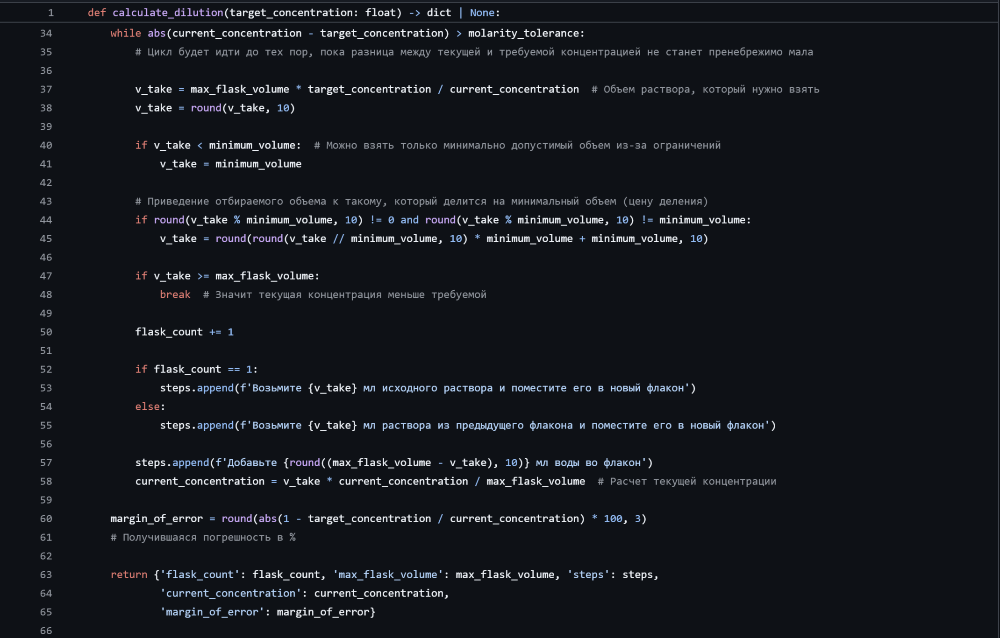 1 def calculate_dilution(target_concentration: float) -> dict | None:
34 while abs(current_concentration - target_concentration) > molarity_tolerance:
35 # Цикл будет идти до тех пор, пока разница между текущей и требуемой концентрацией не станет пренебрежимо мала
36
37 v_take = max_flask_volume * target_concentration / current_concentration  # Объем раствора, который нужно взять
38 v_take = round(v_take, 10)
39
40 if v_take < minimum_volume:  # Можно взять только минимально допустимый объем из-за ограничений
41 v_take = minimum_volume
42
43 # Приведение отбираемого объема к такому, который делится на минимальный объем (цену деления)
44 if round(v_take % minimum_volume, 10) != 0 and round(v_take % minimum_volume, 10) != minimum_volume:
45 v_take = round(round(v_take // minimum_volume, 10) * minimum_volume + minimum_volume, 10)
46
47 if v_take >= max_flask_volume:
48 break  # Значит текущая концентрация меньше требуемой
49
50 flask_count += 1
51
52 if flask_count == 1:
53 steps.append(f'Возьмите {v_take} мл исходного раствора и поместите его в новый флакон')
54 else:
55 steps.append(f'Возьмите {v_take} мл раствора из предыдущего флакона и поместите его в новый флакон')
56
57 steps.append(f'Добавьте {round((max_flask_volume - v_take), 10)} мл воды во флакон')
58 current_concentration = v_take * current_concentration / max_flask_volume  # Расчет текущей концентрации
59
60 margin_of_error = round(abs(1 - target_concentration / current_concentration) * 100, 3)
61 # Получившаяся погрешность в %
62
63 return {'flask_count': flask_count, 'max_flask_volume': max_flask_volume, 'steps': steps,
64 'current_concentration': current_concentration,
65 'margin_of_error': margin_of_error}
66